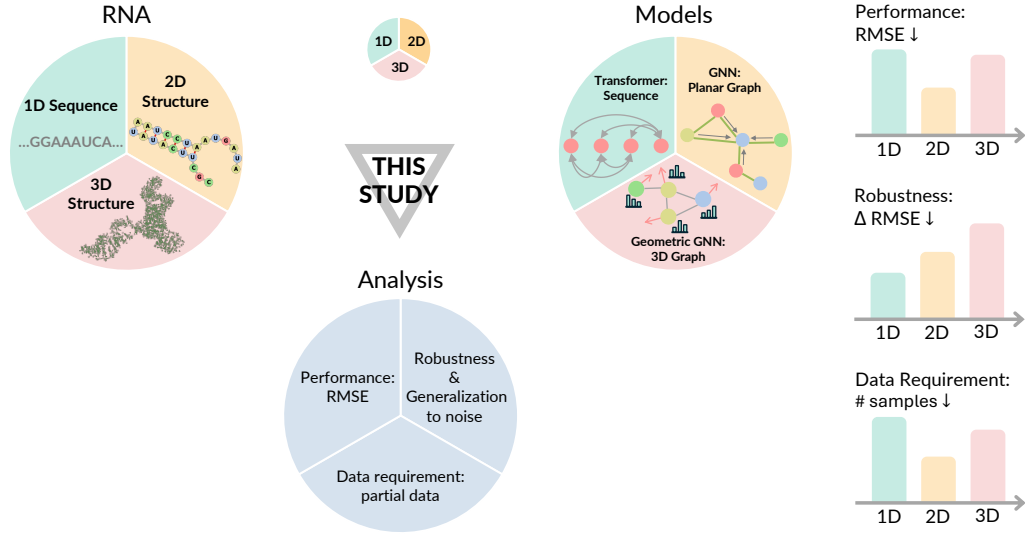 RNA
1D Sequence
...GGAAAUCA...
2D
Structure
3D
Structure
1D
2D
3D
THIS
STUDY
Models
Transformer:
Sequence
GNN:
Planar Graph
Geometric GNN:
3D Graph
Analysis
Performance:
RMSE
Robustness
&
Generalization
to noise
Data requirement:
partial data
Performance:
RMSE ↓
1D 2D 3D
Robustness:
Δ RMSE ↓
1D 2D 3D
Data Requirement:
# samples ↓
1D 2D 3D